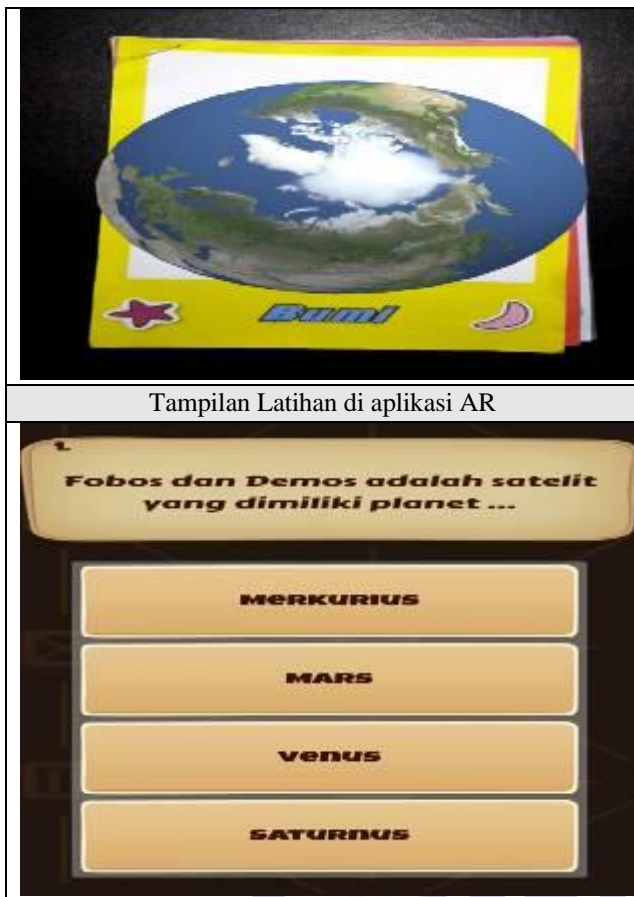 Bumi
Tampilan Latihan di aplikasi AR
1.
Fobos dan Demos adalah satelit
yang dimiliki planet ...
MERKURIUS
MARS
VENUS
SATURNUS